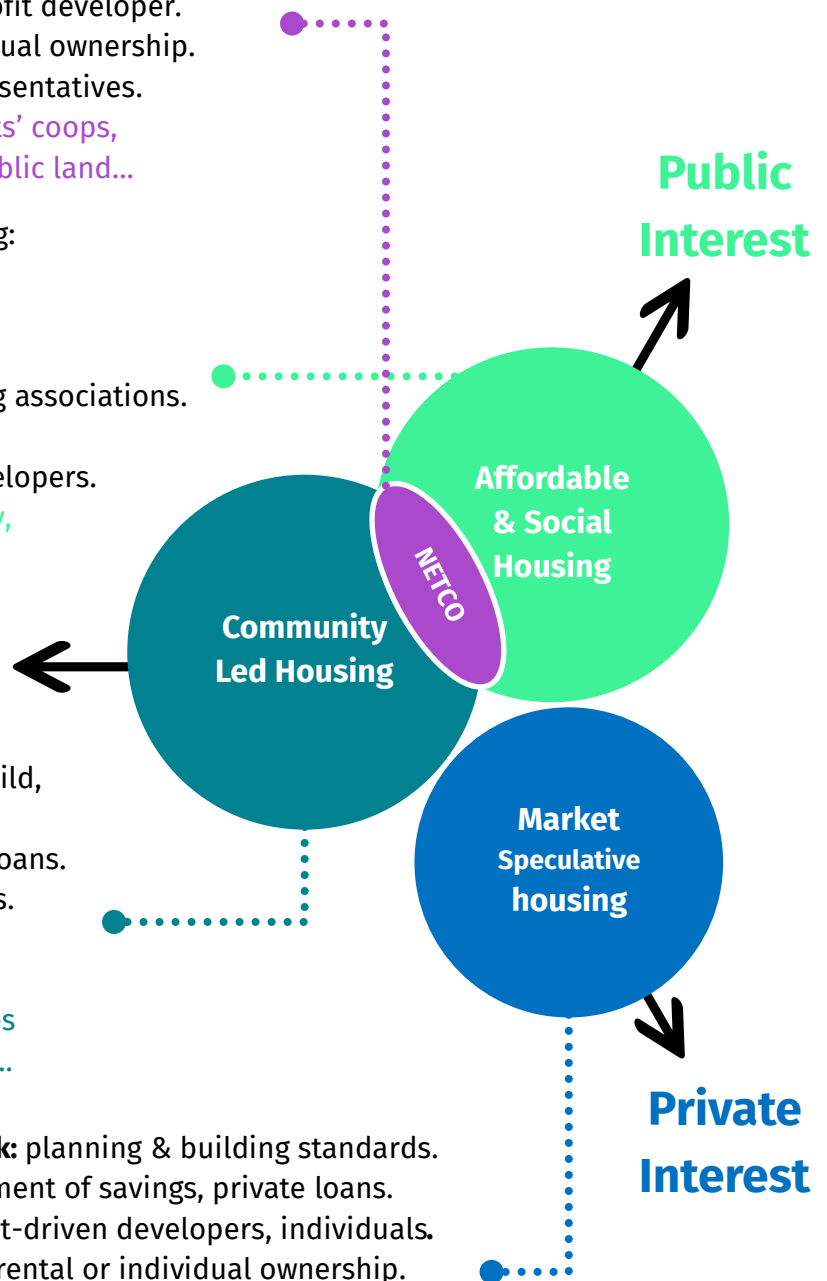 ofit developer.
ual ownership.
sentatives.
ts’ coops,
blic land...
g:
g associations.
elopers.
y,
ild,
oans.
s.
es
..
k: planning & building standards.
ment of savings, private loans.
t-driven developers, individuals.
rental or individual ownership.
Public
Interest
Affordable
& Social
Housing
NETCO
Community
Led Housing
Market
Speculative
housing
Private
Interest